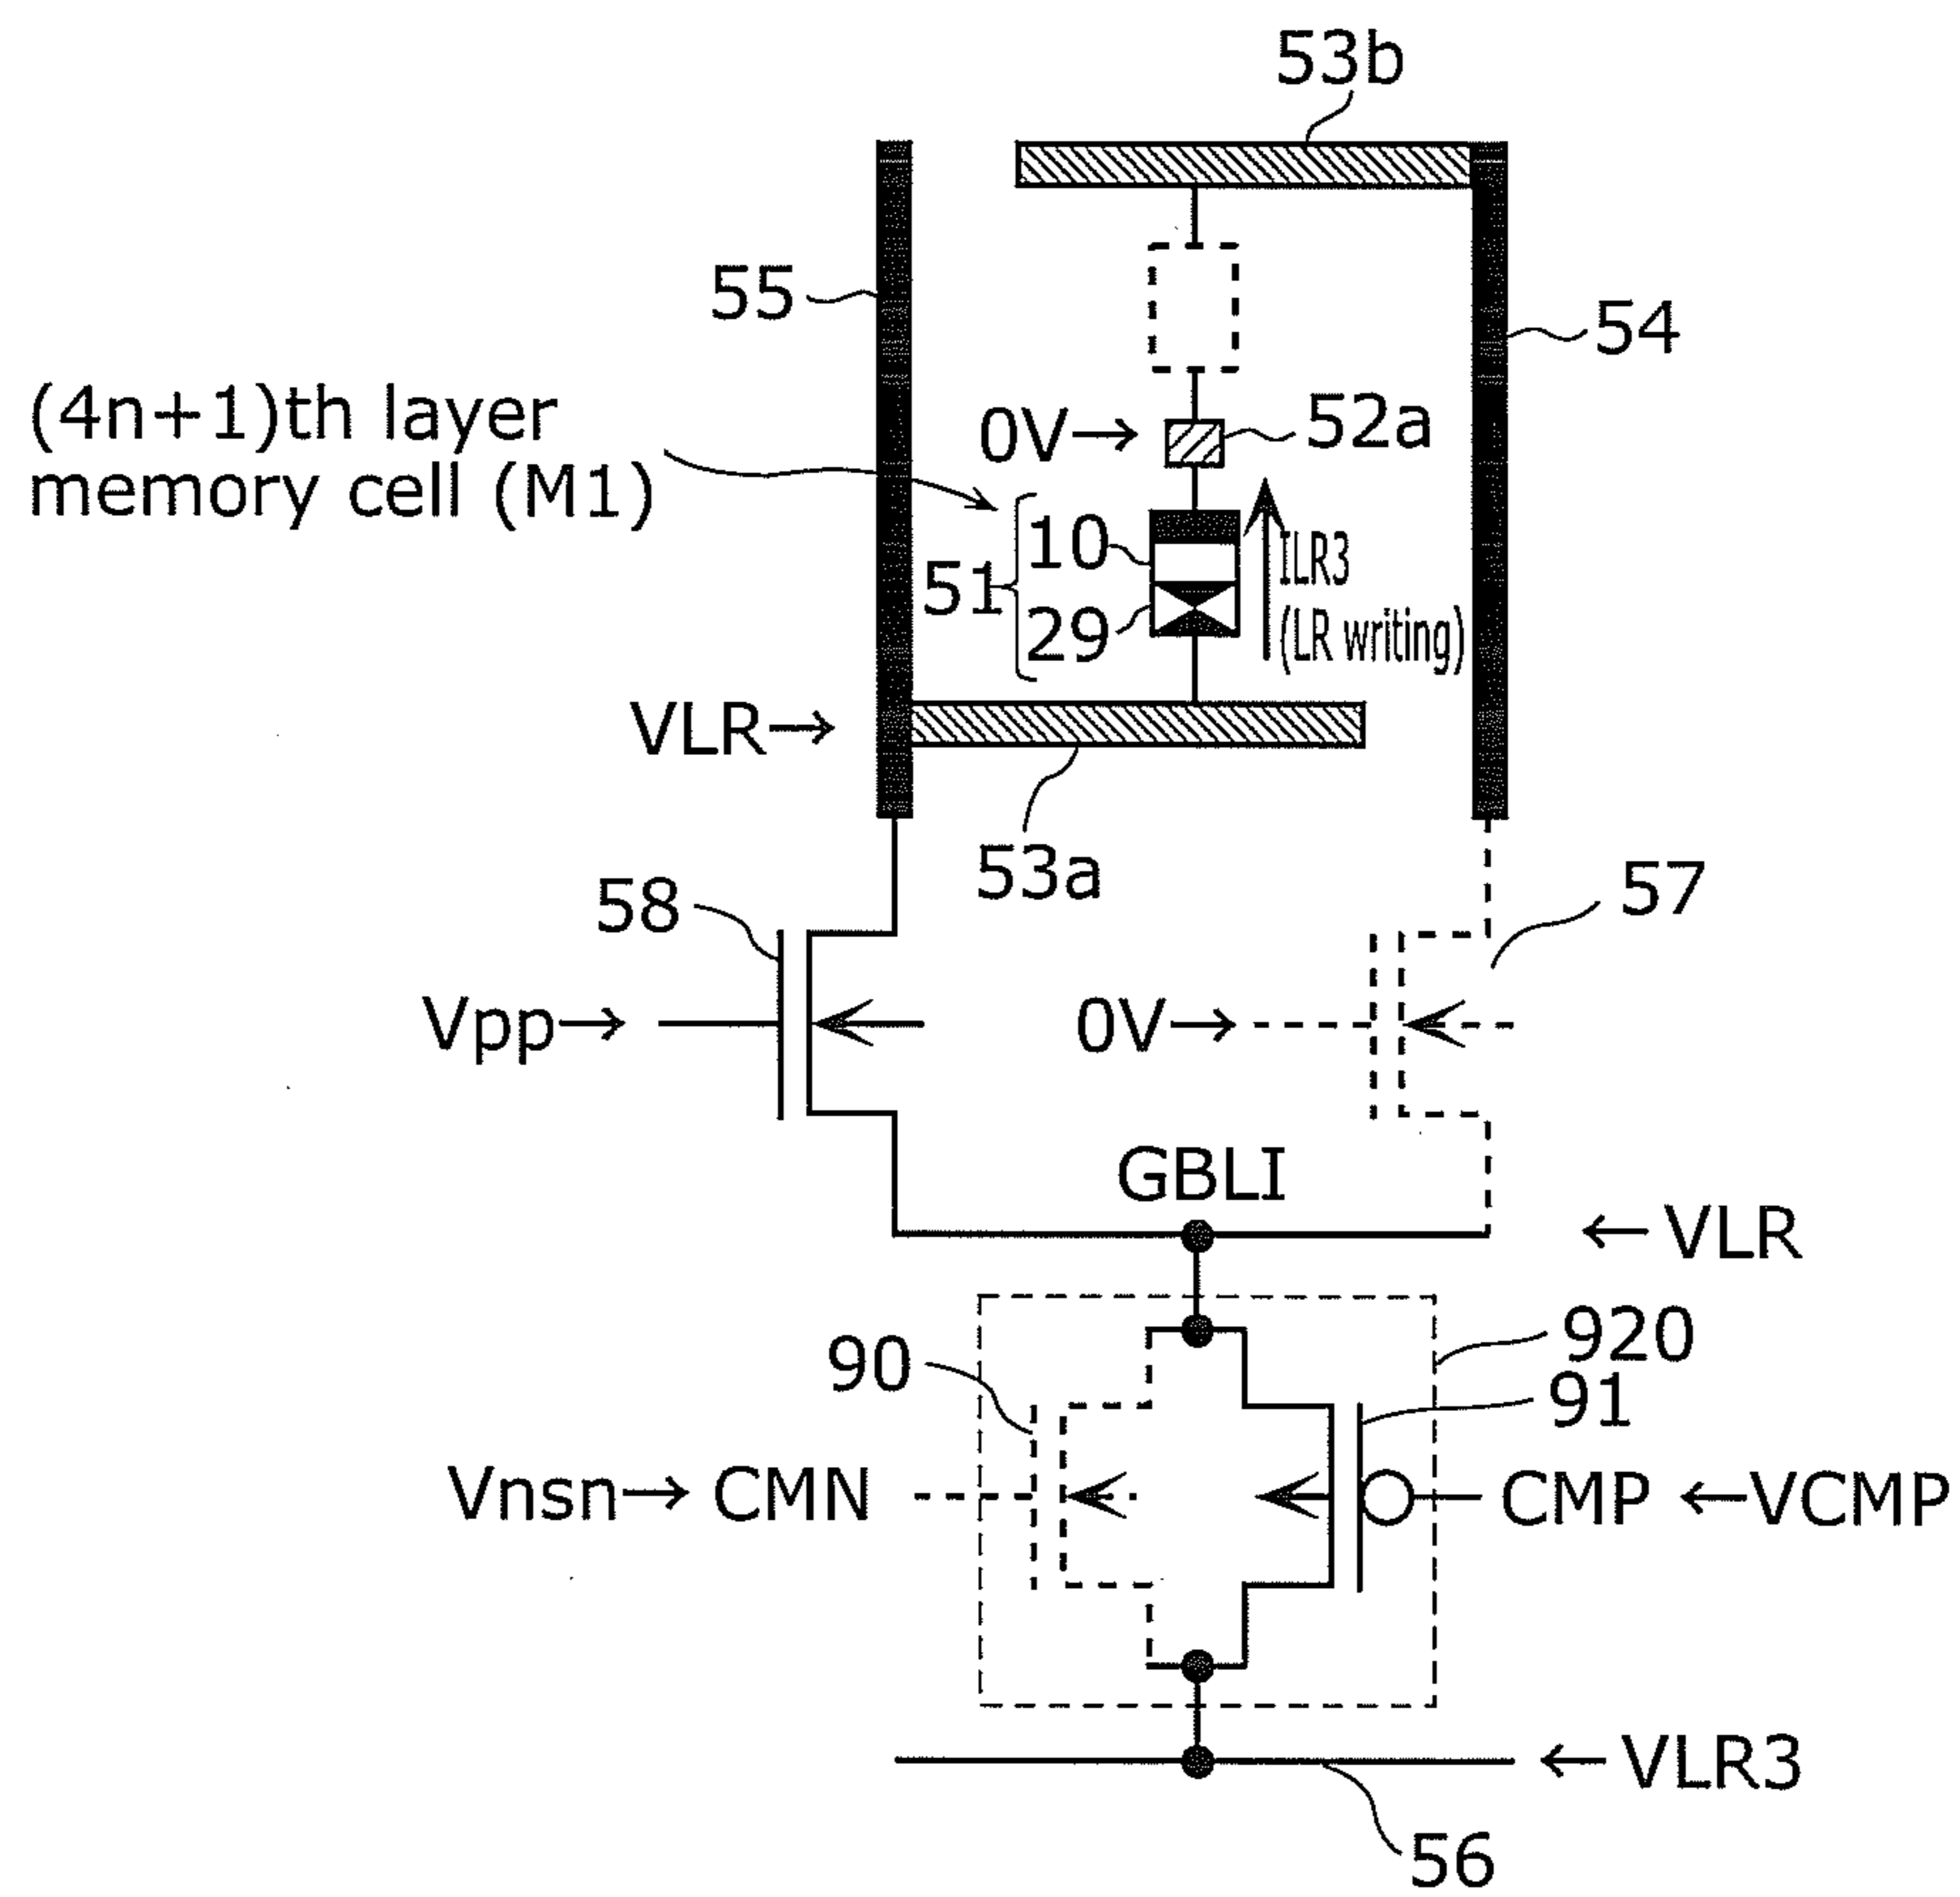 53b
55
54
(4n+1)th layer
memory cell (M1)
0V
52a
51
10
29
ILR3
(LR writing)
VLR
53a
58
57
Vpp
0V
GBLI
VLR
920
90
91
Vnsn
CMN
CMP
VCMP
VLR3
56